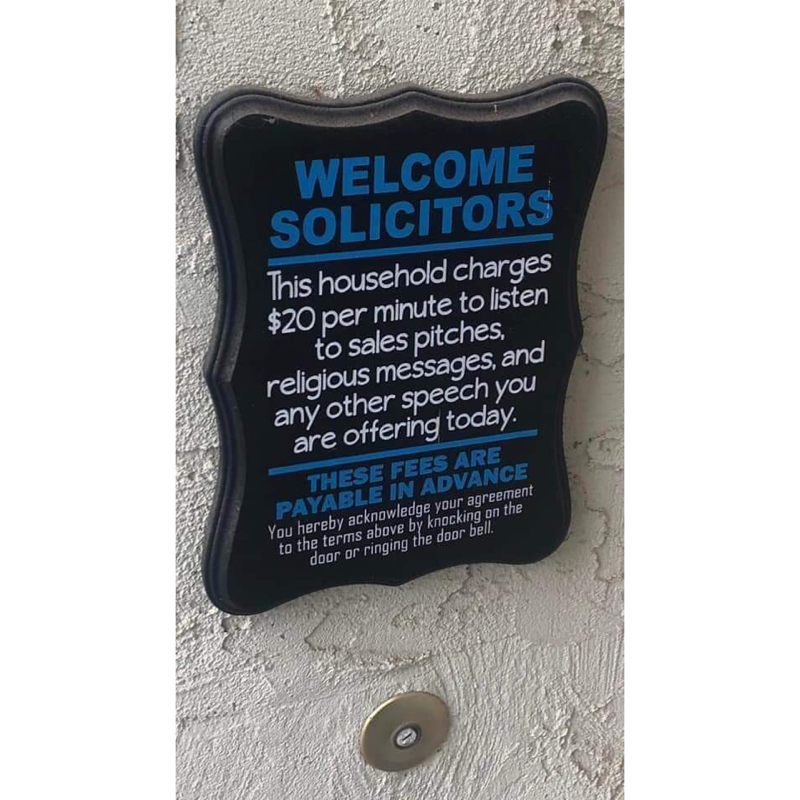 WELCOME
SOLICITORS
This household charges
$20 per minute to listen
to sales pitches,
religious messages, and
any other speech you
are offering today.
THESE FEES ARE
PAYABLE IN ADVANCE
You hereby acknowledge your agreement
to the terms above by knocking on the
door or ringing the door bell.